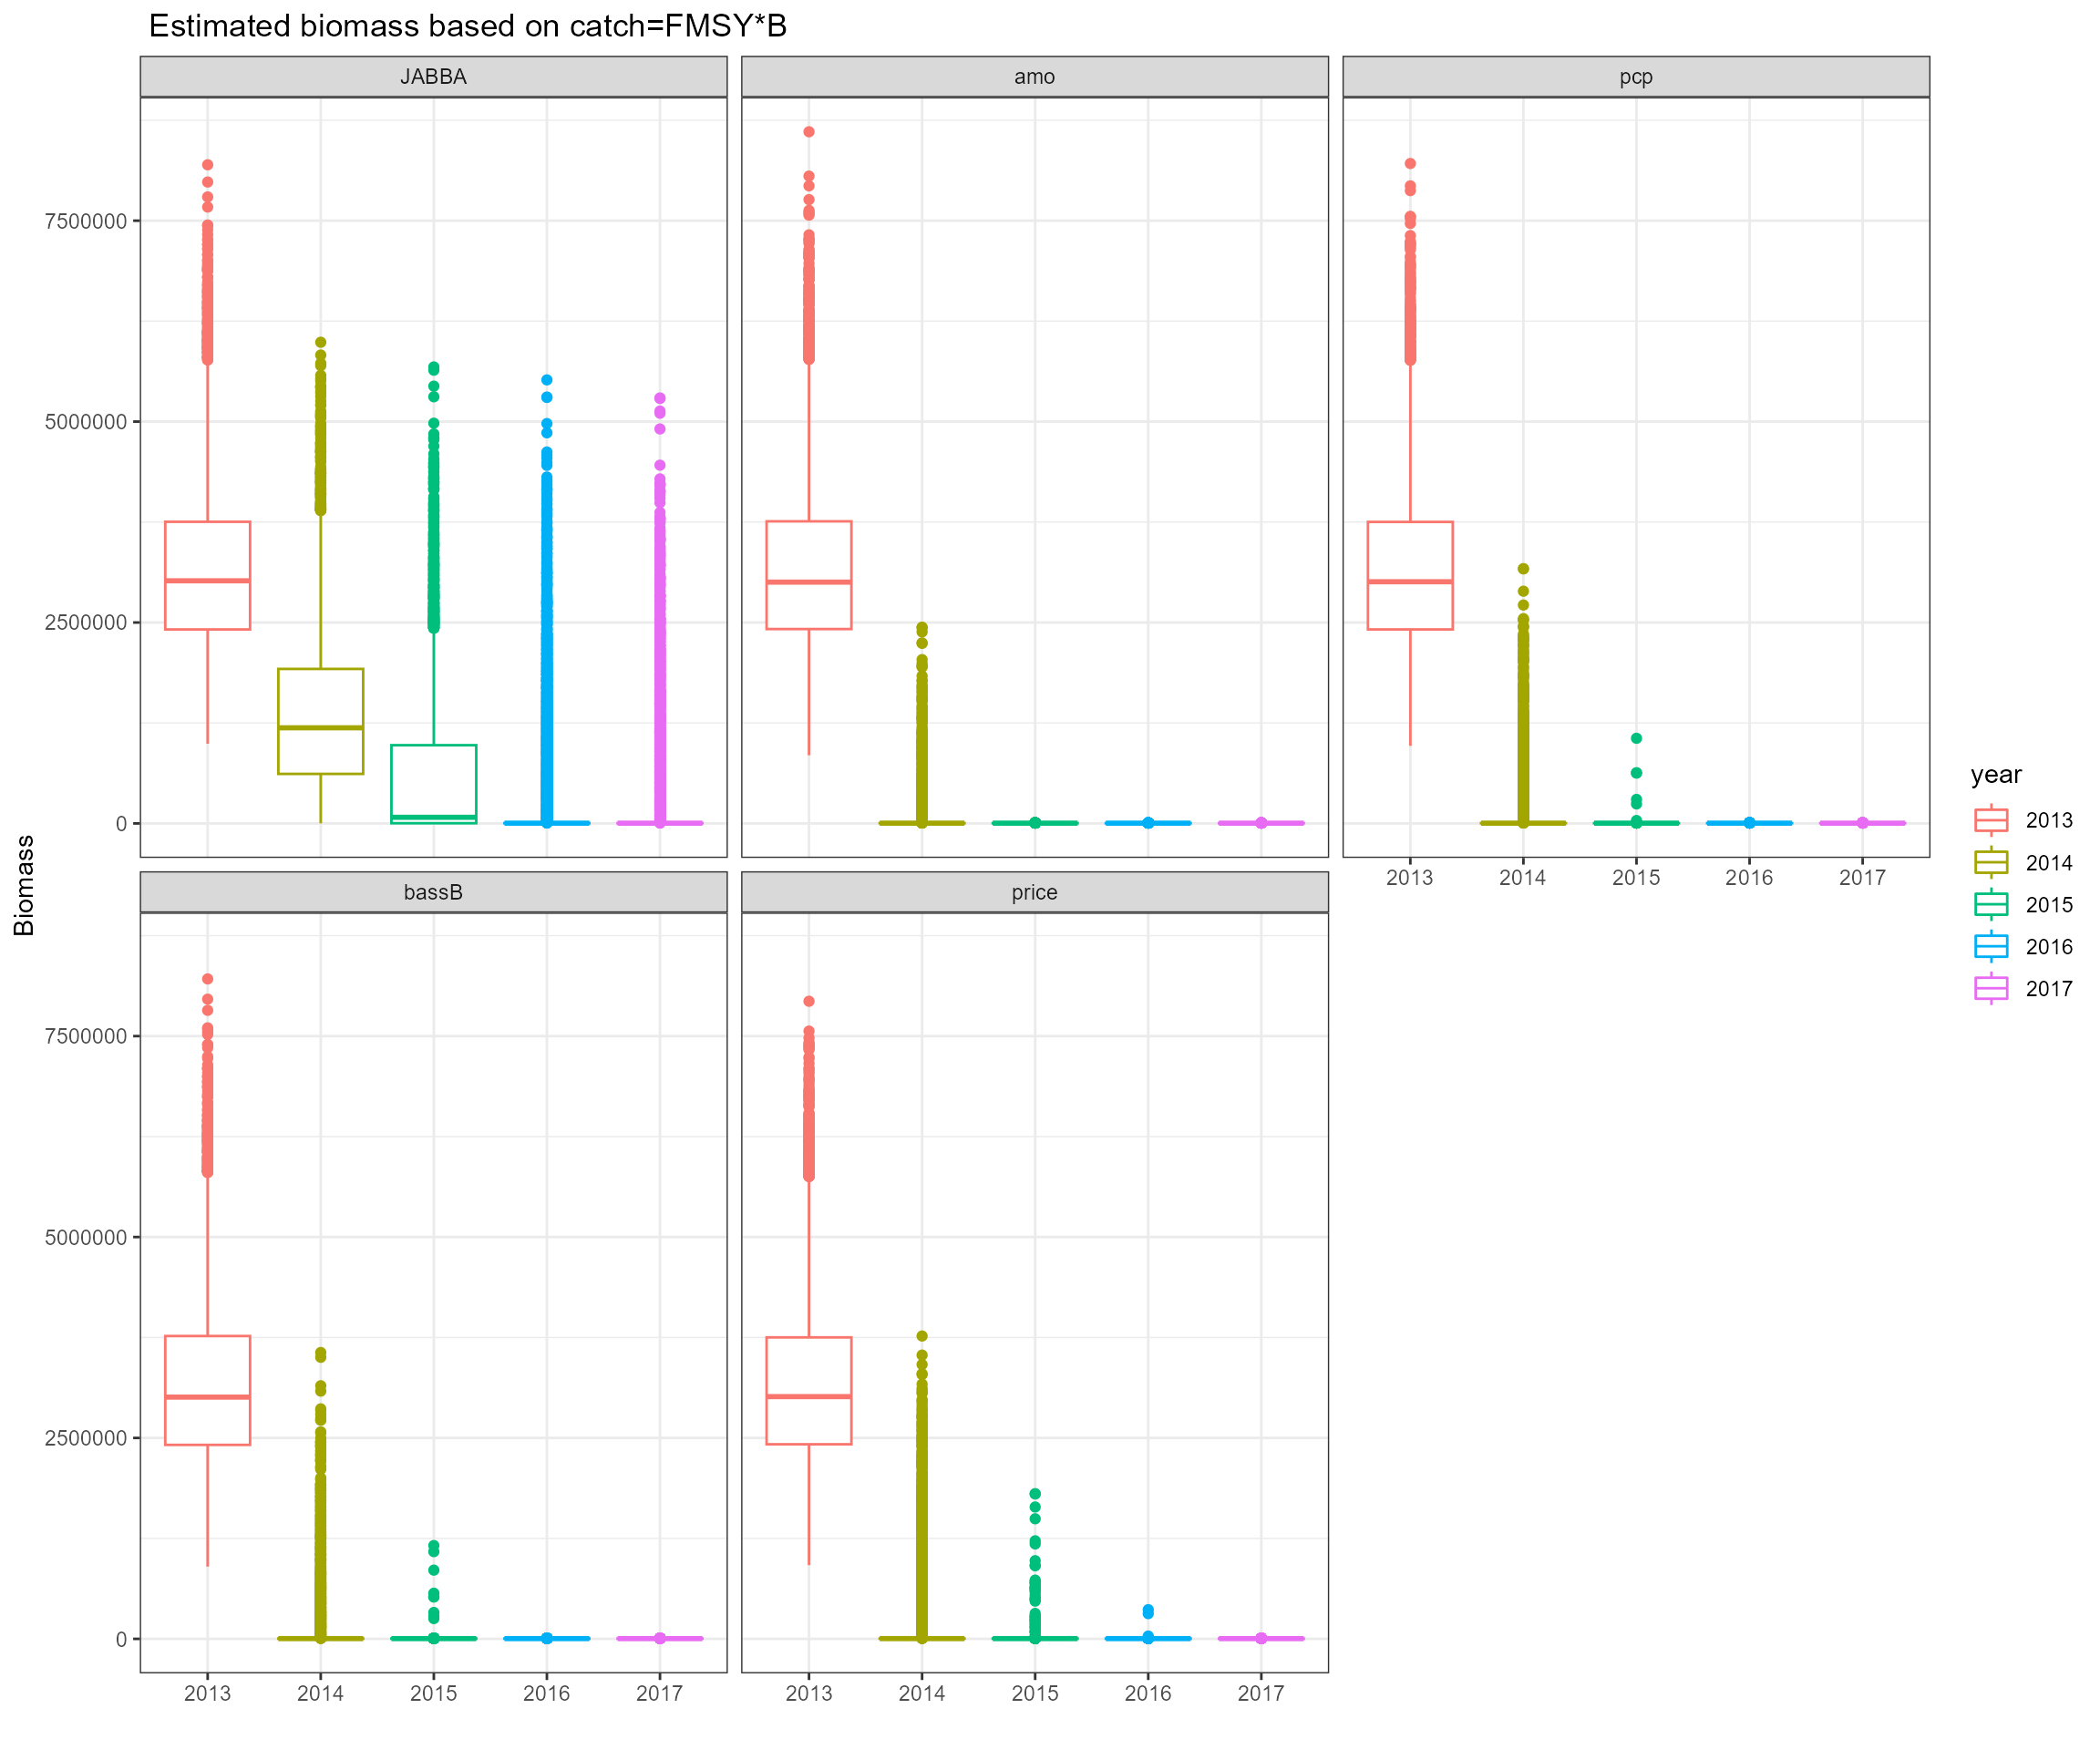 Estimated biomass based on catch=FMSY*B
JABBA
amo
pcp
7500000
5000000
2500000
0
2013 2014 2015 2016 2017
Biomass
bassB
price
7500000
5000000
2500000
0
2013 2014 2015 2016 2017
2013 2014 2015 2016 2017
year
2013
2014
2015
2016
2017